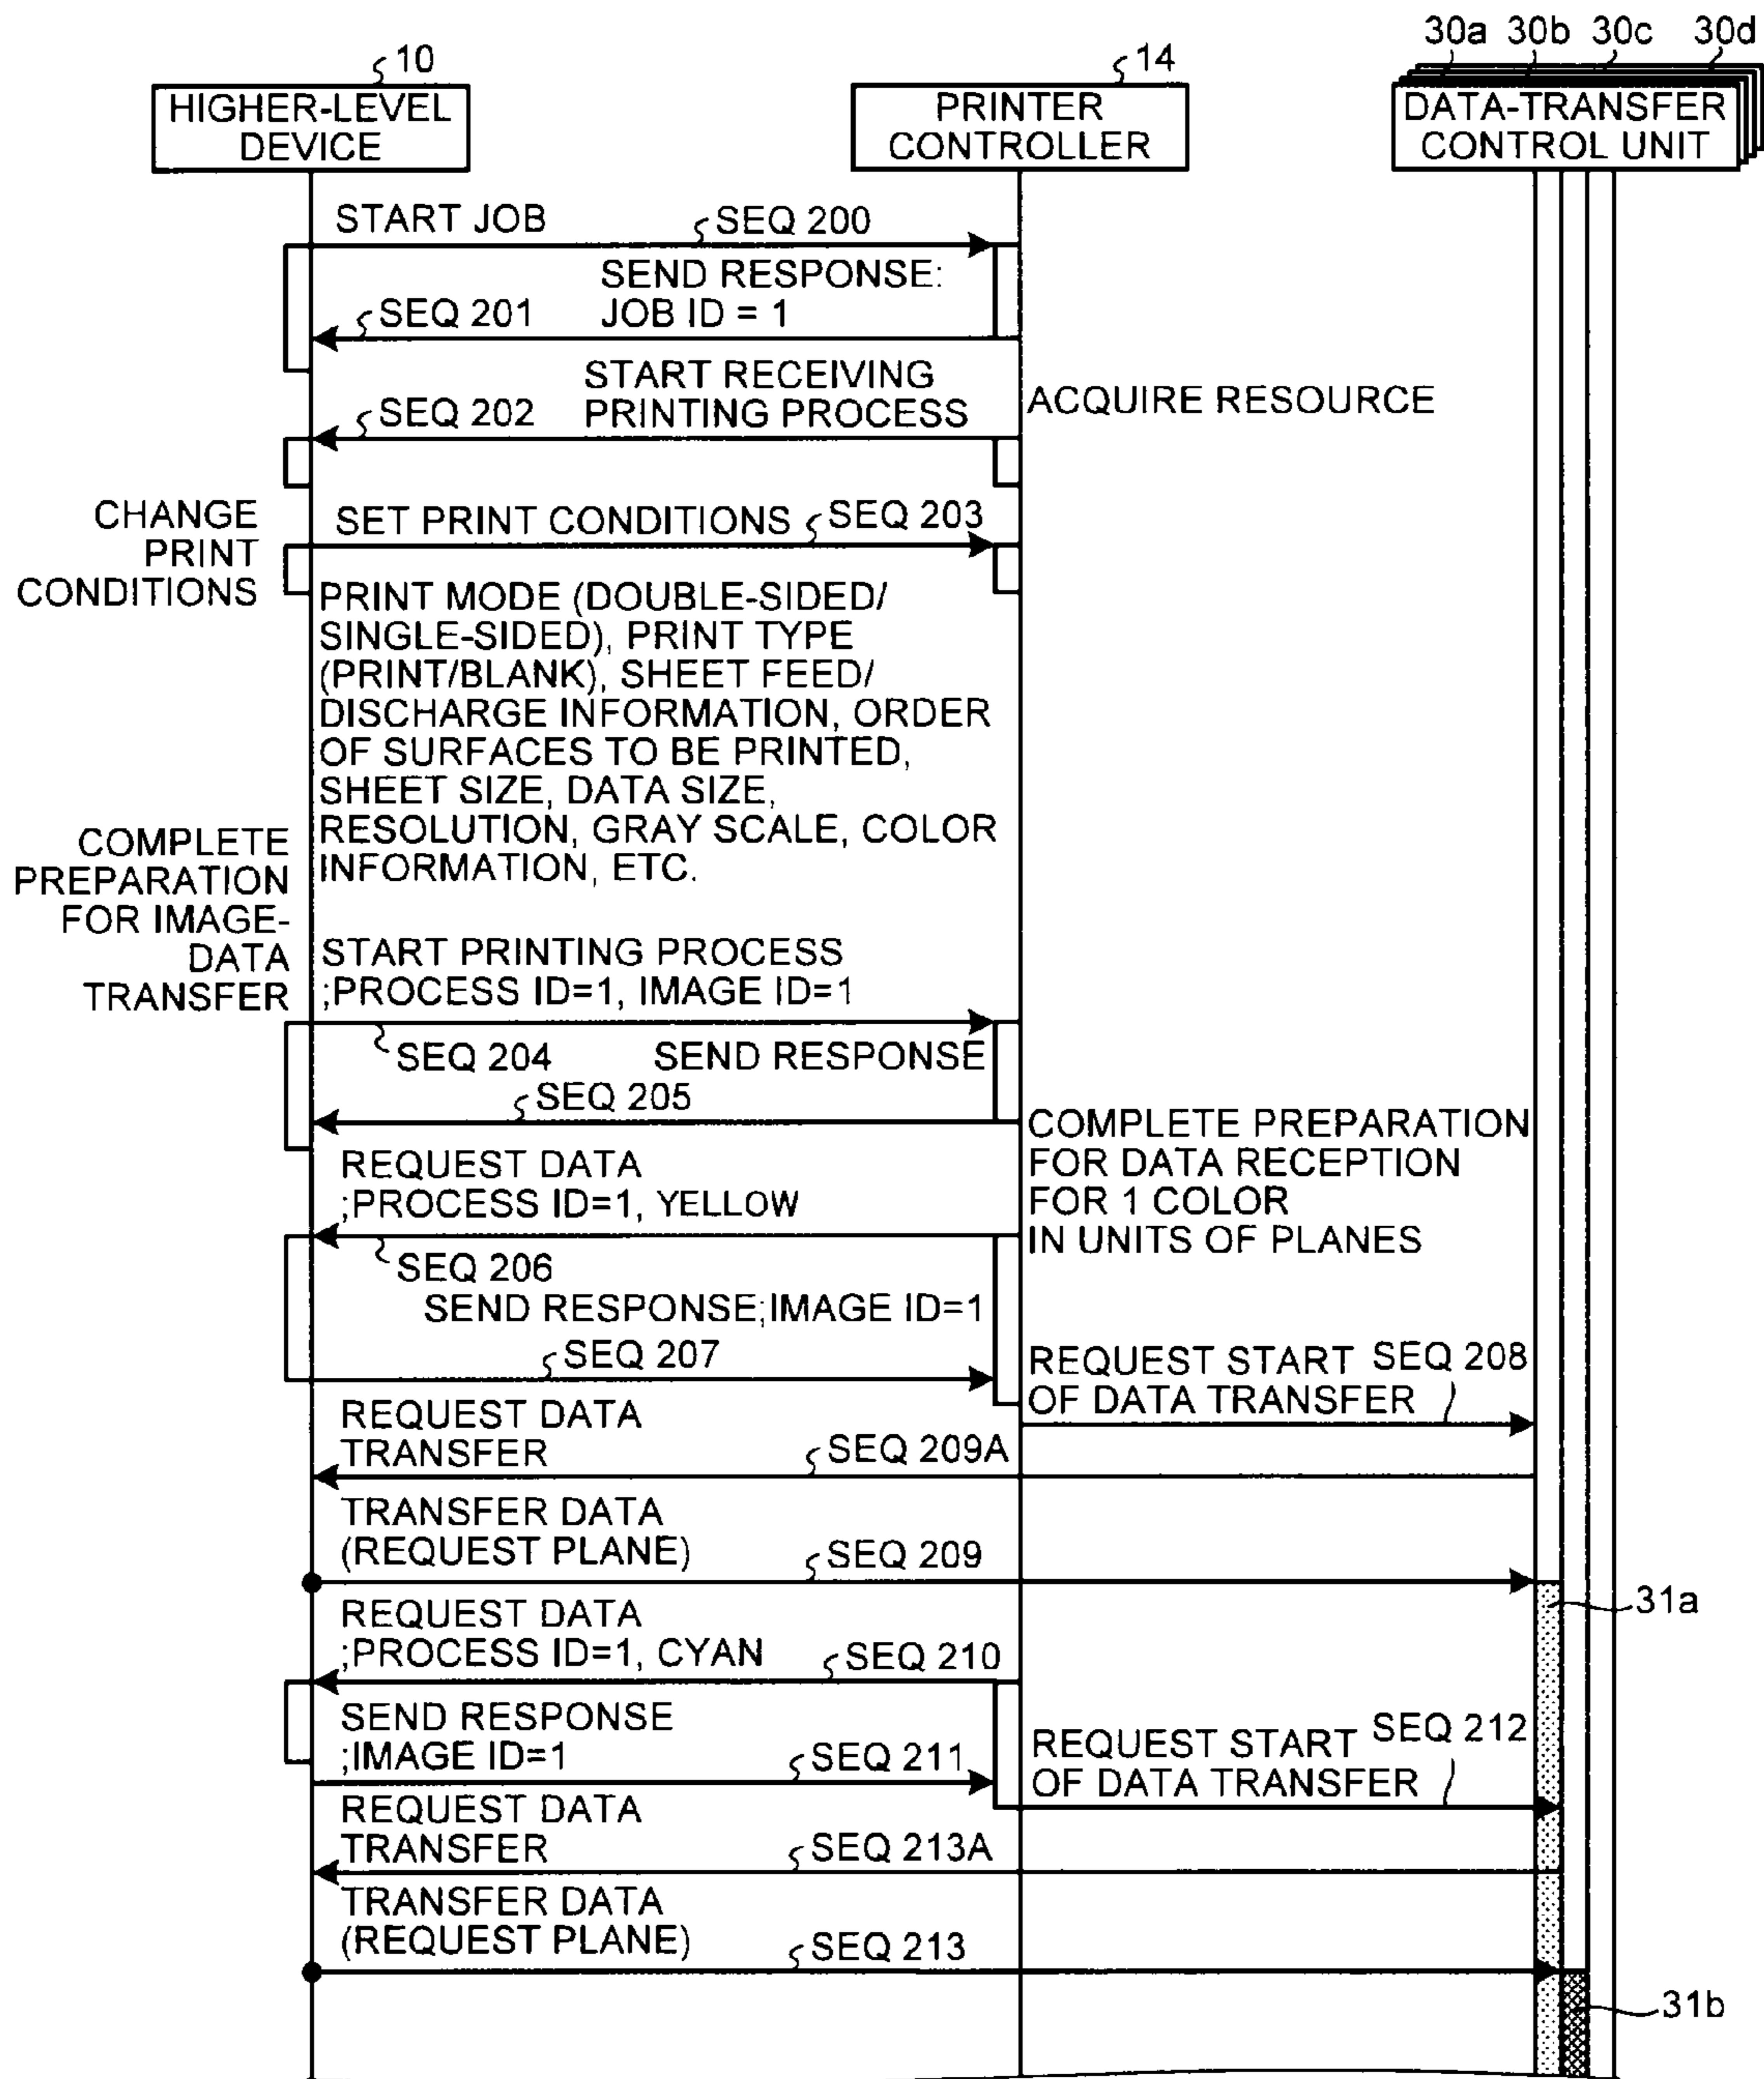 30a 30b 30c 30d
10
14
HIGHER-LEVEL
DEVICE
PRINTER
CONTROLLER
DATA-TRANSFER
CONTROL UNIT
START JOB
SEQ 200
SEND RESPONSE:
JOB ID = 1
SEQ 201
START RECEIVING
PRINTING PROCESS
SEQ 202
ACQUIRE RESOURCE
CHANGE
PRINT
CONDITIONS
SET PRINT CONDITIONS
SEQ 203
PRINT MODE (DOUBLE-SIDED/
SINGLE-SIDED), PRINT TYPE
(PRINT/BLANK), SHEET FEED/
DISCHARGE INFORMATION, ORDER
OF SURFACES TO BE PRINTED,
SHEET SIZE, DATA SIZE,
RESOLUTION, GRAY SCALE, COLOR
INFORMATION, ETC.
COMPLETE
PREPARATION
FOR IMAGE-
DATA
TRANSFER
START PRINTING PROCESS
;PROCESS ID=1, IMAGE ID=1
SEQ 204
SEND RESPONSE
SEQ 205
COMPLETE PREPARATION
FOR DATA RECEPTION
FOR 1 COLOR
IN UNITS OF PLANES
REQUEST DATA
;PROCESS ID=1, YELLOW
SEQ 206
SEND RESPONSE;IMAGE ID=1
SEQ 207
REQUEST START
OF DATA TRANSFER
SEQ 208
REQUEST DATA
TRANSFER
SEQ 209A
TRANSFER DATA
(REQUEST PLANE)
SEQ 209
31a
REQUEST DATA
;PROCESS ID=1, CYAN
SEQ 210
SEND RESPONSE
;IMAGE ID=1
SEQ 211
REQUEST START
OF DATA TRANSFER
SEQ 212
REQUEST DATA
TRANSFER
SEQ 213A
TRANSFER DATA
(REQUEST PLANE)
SEQ 213
31b